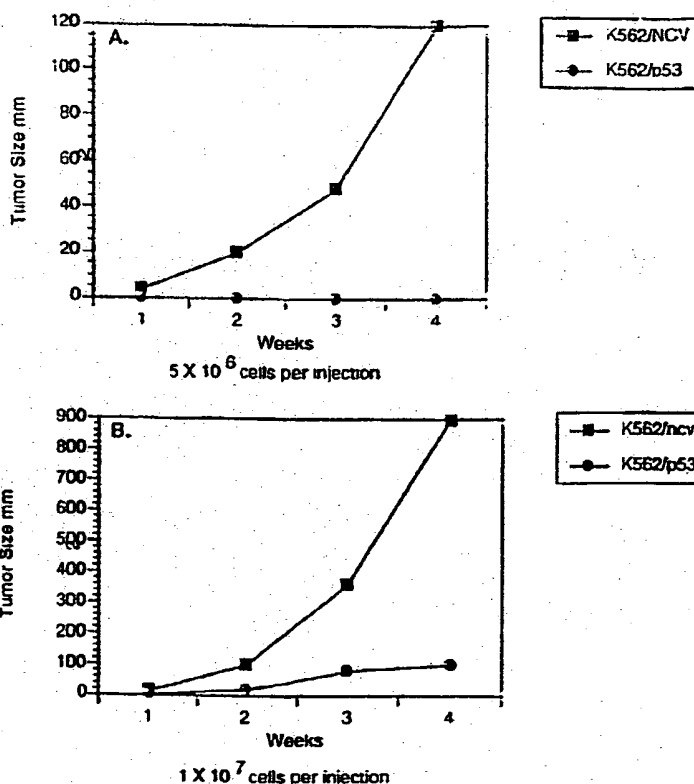 A.
120
100
80
60
40
20
0
Tumor Size mm
1 2 3 4
Weeks
5 X 10 6 cells per injection
K562/NCV
K562/p53
B.
900
800
700
600
500
400
300
200
100
0
Tumor Size mm
1 2 3 4
Weeks
1 X 10 7 cells per injection
K562/ncv
K562/p53